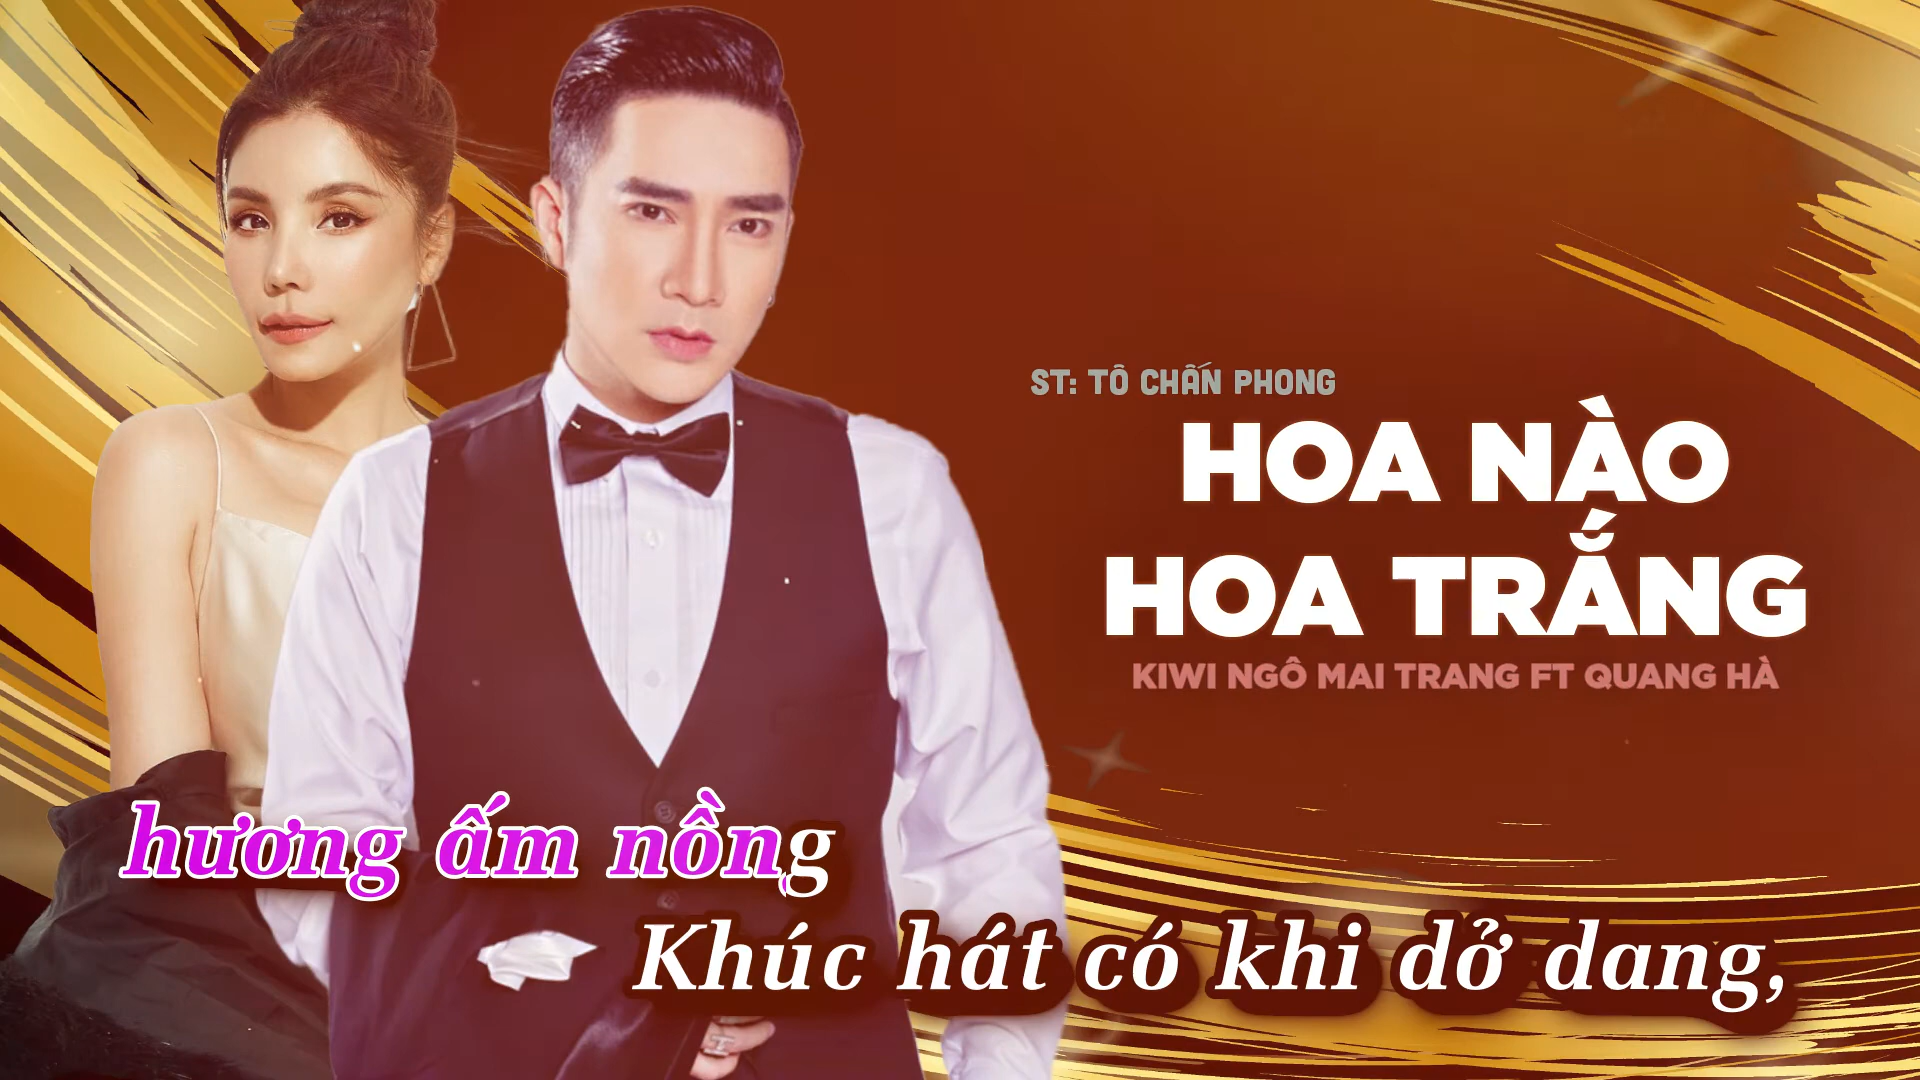 ST: TÔ CHẤN PHONG
HOA NÀO
HOA TRẮNG
KIWI NGÔ MAI TRANG FT QUANG HÀ
hương ấm nồng
Khúc hát có khi dở dang,